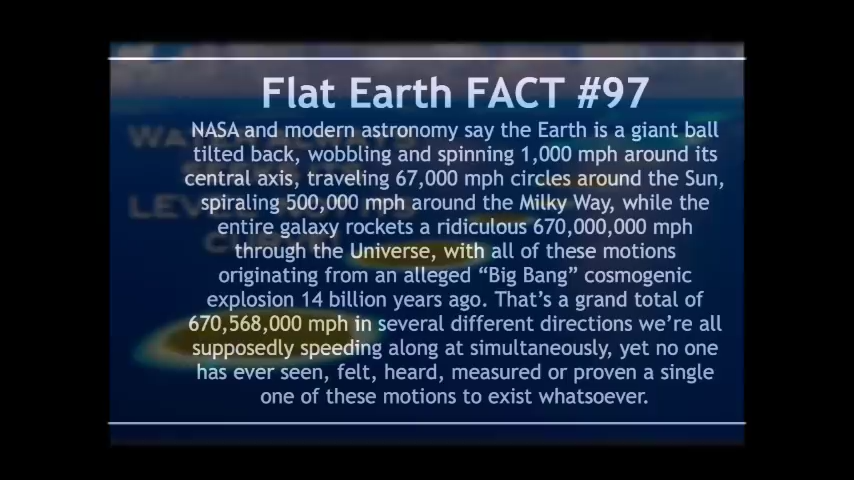 Flat Earth FACT #97
NASA and modern astronomy say the Earth is a giant ball
tilted back, wobbling and spinning 1,000 mph around its
central axis, traveling 67,000 mph circles around the Sun,
spiraling 500,000 mph around the Milky Way, while the
entire galaxy rockets a ridiculous 670,000,000 mph
through the Universe, with all of these motions
originating from an alleged “Big Bang” cosmogenic
explosion 14 billion years ago. That’s a grand total of
670,568,000 mph in several different directions we’re all
supposedly speeding along at simultaneously, yet no one
has ever seen, felt, heard, measured or proven a single
one of these motions to exist whatsoever.